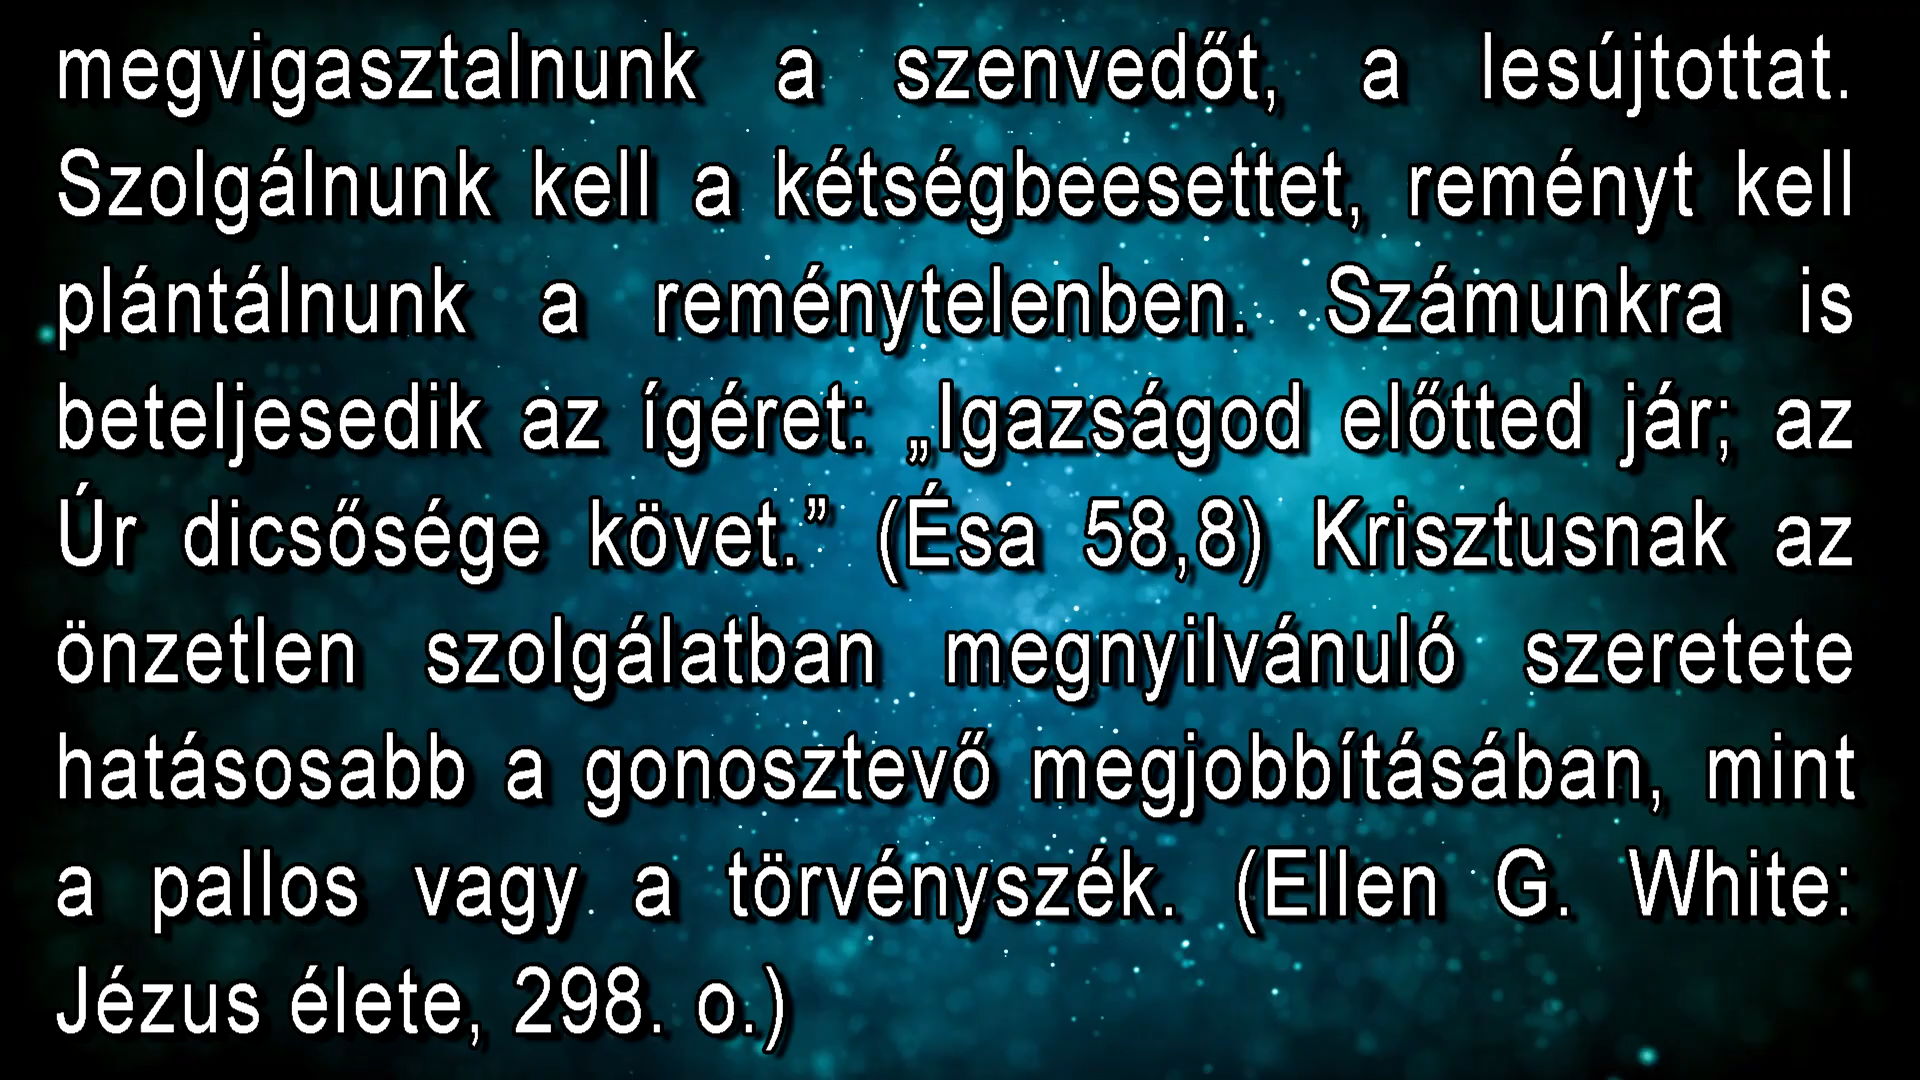 megvigasztalnunk a szenvedőt, a lesújtottat.
Szolgálnunk kell a kétségbeesettet, reményt kell
plántálnunk a reménytelenben. Számunkra is
beteljesedik az ígéret: „Igazságod előtted jár; az
Úr dicsősége követ.” (Ésa 58,8) Krisztusnak az
önzetlen szolgálatban megnyilvánuló szeretete
hatásosabb a gonosztevő megjobbításában, mint
a pallos vagy a törvényszék. (Ellen G. White:
Jézus élete, 298. o.)